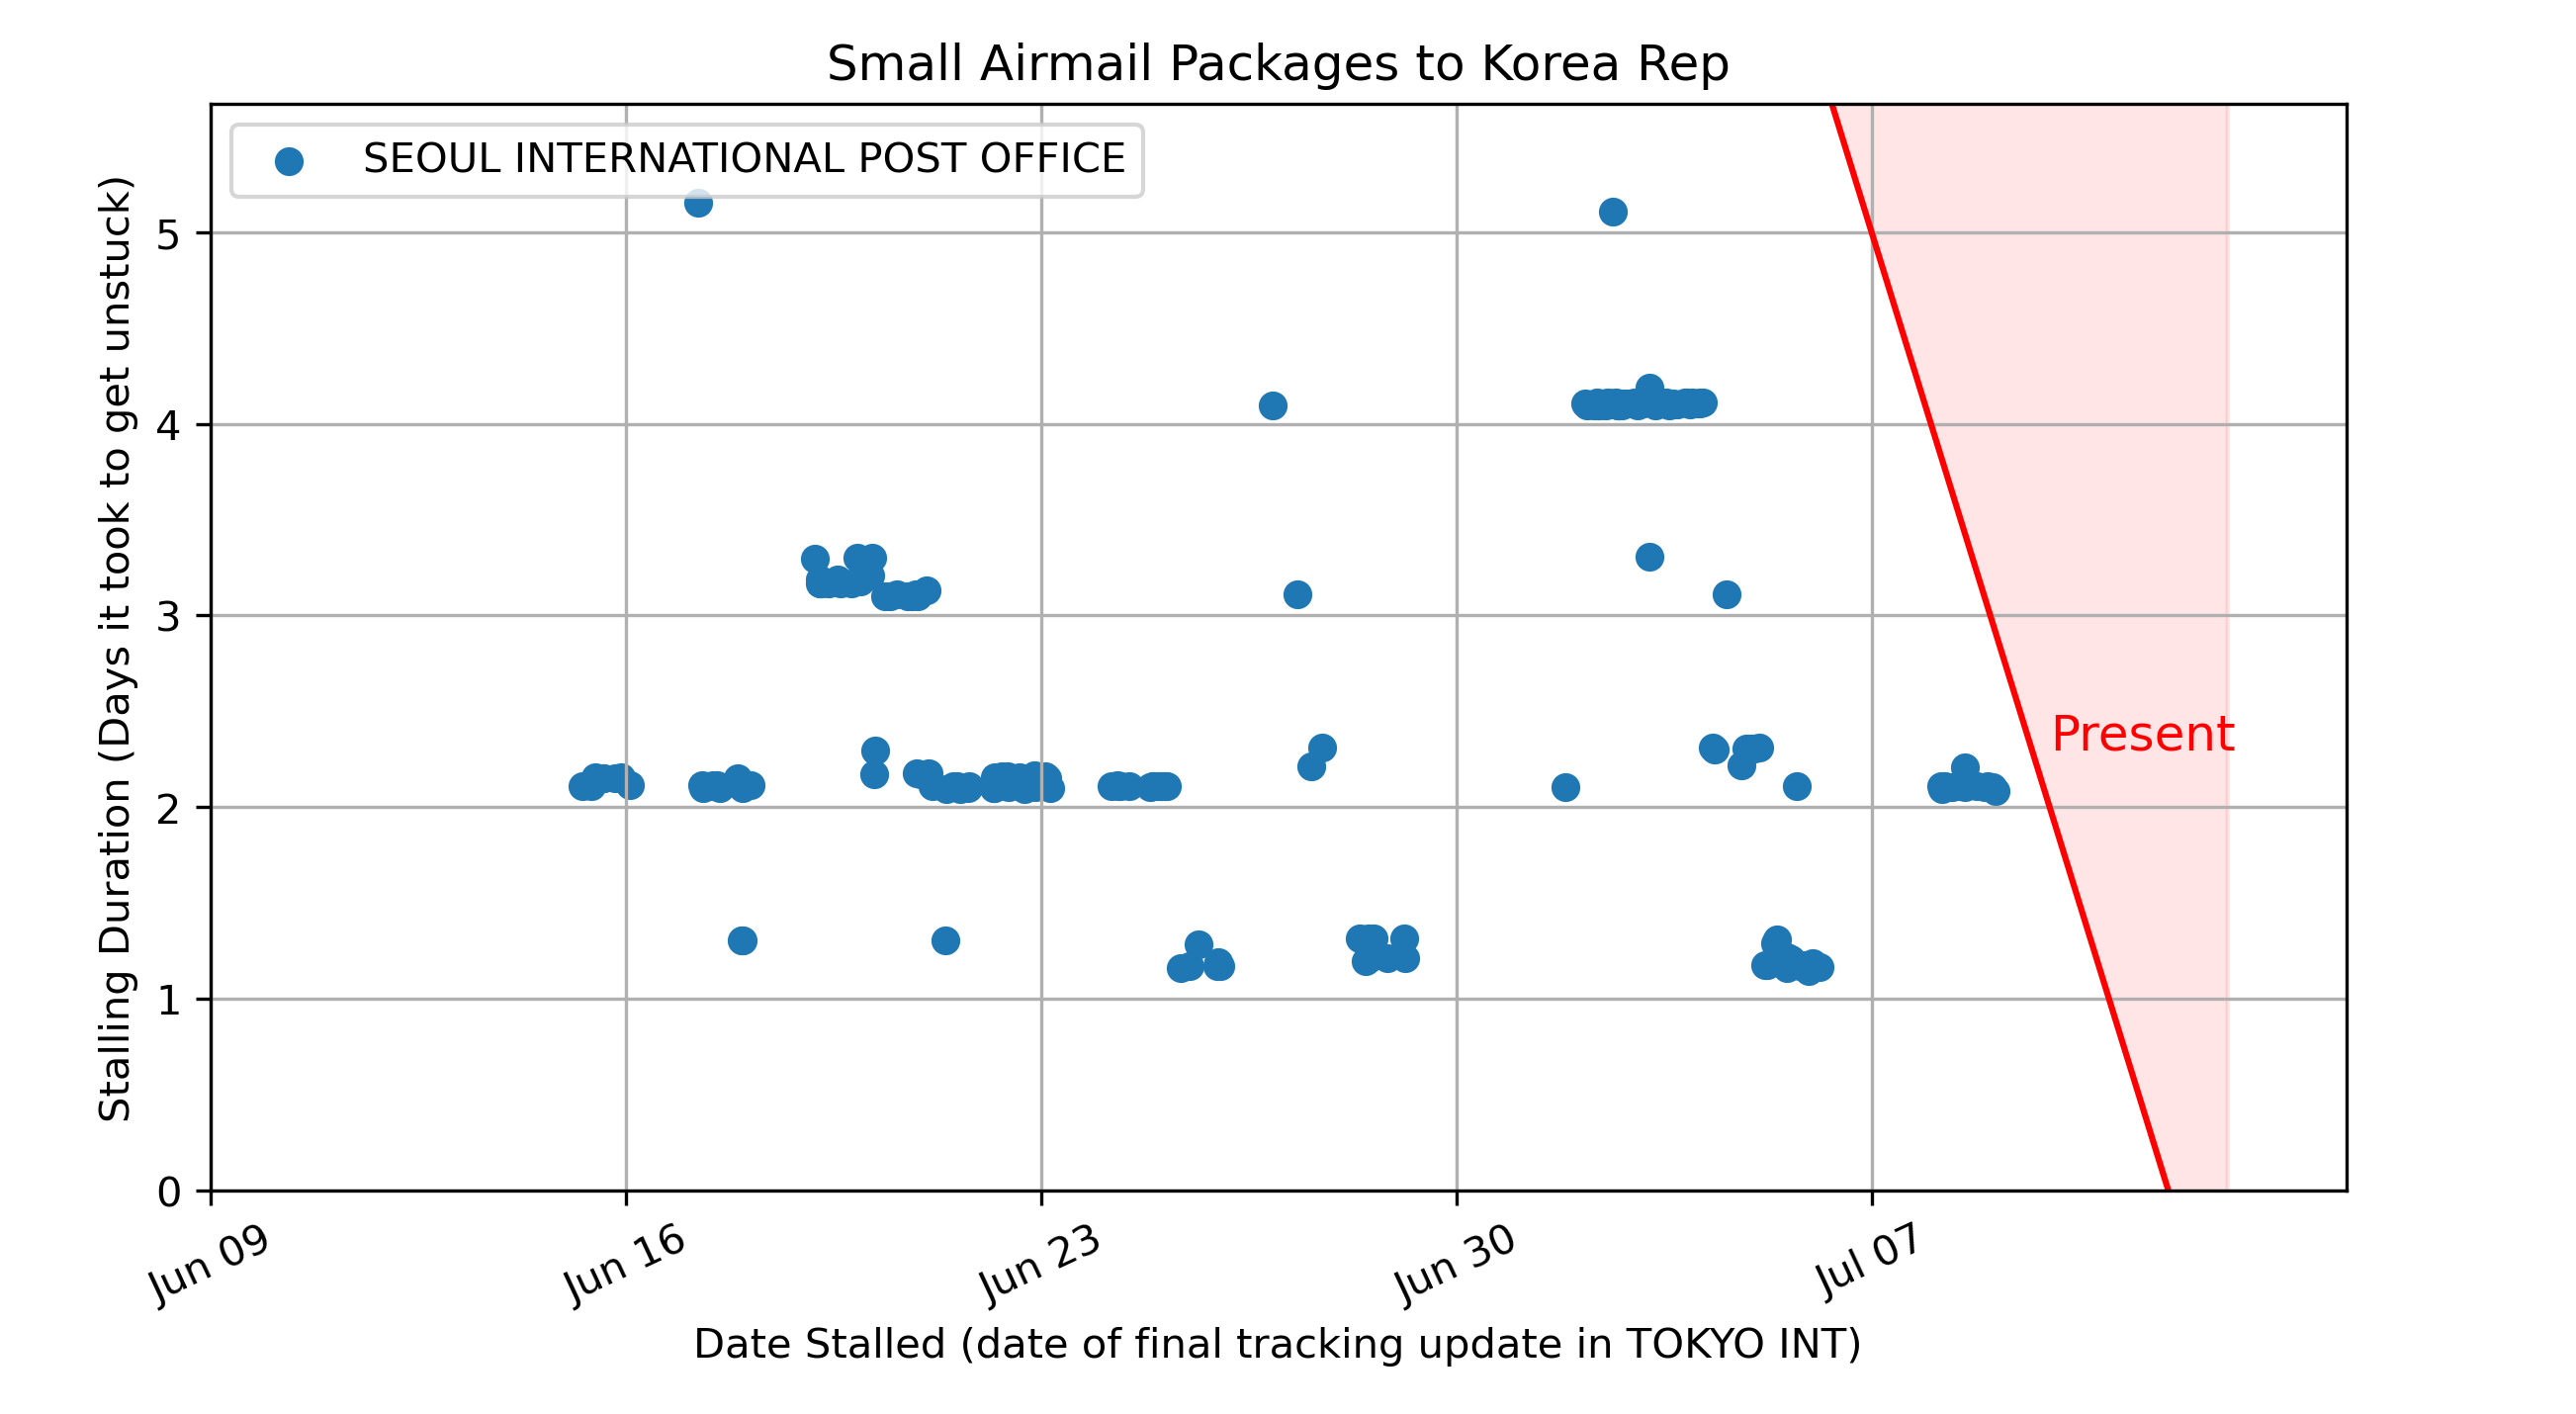 Small Airmail Packages to Korea Rep
SEOUL INTERNATIONAL POST OFFICE
Stalling Duration (Days it took to get unstuck)
5
4
3
2
1
0
Present
Jun 09
Jun 16
Jun 23
Jun 30
Jul 07
Date Stalled (date of final tracking update in TOKYO INT)